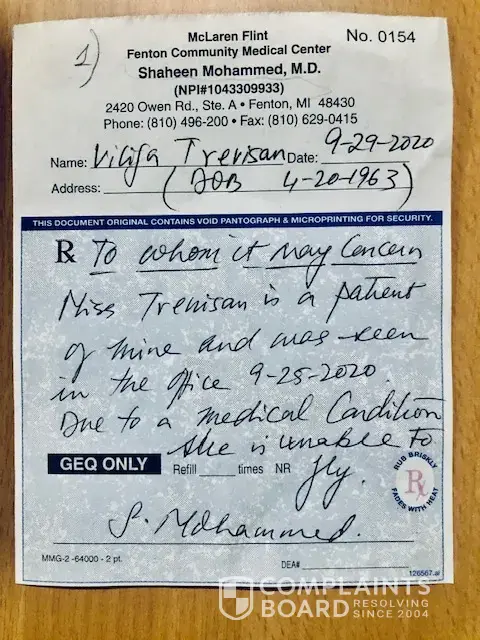 McLaren Flint
No. 0154
Fenton Community Medical Center
1)
Shaheen Mohammed, M.D.
(NPI#1043309933)
2420 Owen Rd., Ste. A • Fenton, MI 48430
Phone: (810) 496-200 • Fax: (810) 629-0415
Name: Vilija Trevisan Date: 9-29-2020
Address: (DOB 4-20-1963)
THIS DOCUMENT ORIGINAL CONTAINS VOID PANTOGRAPH & MICROPRINTING FOR SECURITY.
Rx To whom it may Concern
Miss Trevisan is a patient
of mine and was seen
in the office 9-25-2020.
Due to a medical Condition
she is unable to
GEQ ONLY Refill ____ times NR fly.
RUB BRISKLY
Rx
FADES WITH HEAT
S. Mohammed.
MMG-2 -64000 - 2 pt.
DEA#
126567.ai
COMPLAINTS
BOARD RESOLVING
SINCE 2004